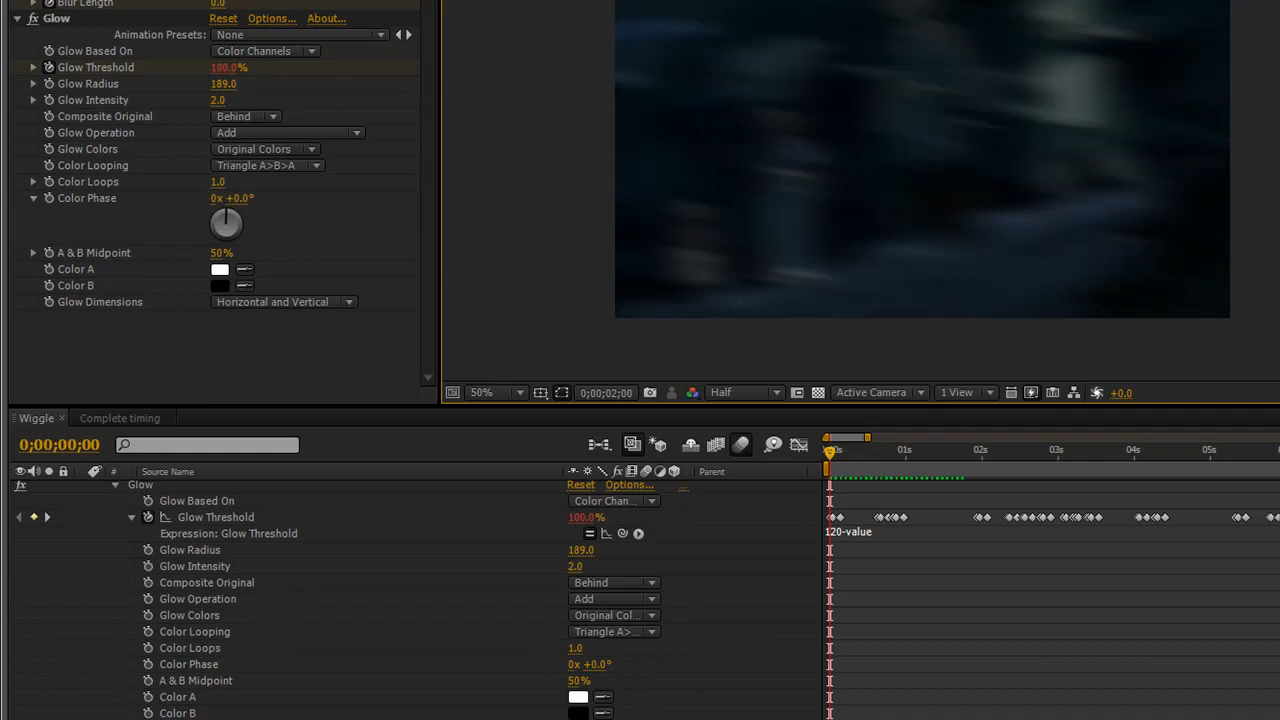 Blur Length 0.0
fx Glow Reset Options... About...
Animation Presets: None
Glow Based On Color Channels
Glow Threshold 100.0 %
Glow Radius 189.0
Glow Intensity 2.0
Composite Original Behind
Glow Operation Add
Glow Colors Original Colors
Color Looping Triangle A>B>A
Color Loops 1.0
Color Phase 0x +0.0°
A & B Midpoint 50 %
Color A
Color B
Glow Dimensions Horizontal and Vertical
50% 0;00;02;00 Half Active Camera 1 View +0.0
Wiggle × Complete timing
0;00;00;00
# Source Name fx Parent
00s 01s 02s 03s 04s 05s
fx Glow Reset Options... ...
Glow Based On Color Chan...
Glow Threshold 100.0 %
Expression: Glow Threshold 120-value
Glow Radius 189.0
Glow Intensity 2.0
Composite Original Behind
Glow Operation Add
Glow Colors Original Col...
Color Looping Triangle A>...
Color Loops 1.0
Color Phase 0x +0.0°
A & B Midpoint 50 %
Color A
Color B